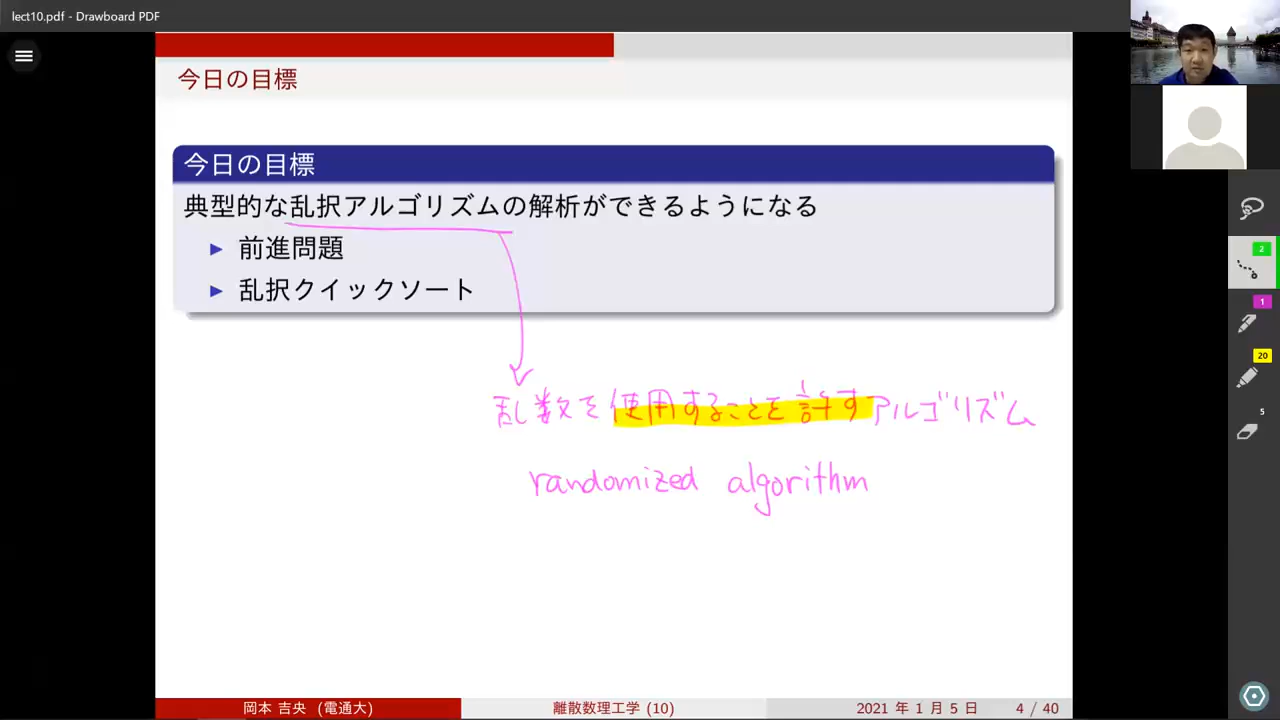 lect10.pdf - Drawboard PDF
今日の目標
今日の目標
典型的な乱択アルゴリズムの解析ができるようになる
▶ 前進問題
▶ 乱択クイックソート
乱数を使用することを許すアルゴリズム
randomized algorithm
2
1
20
5
岡本 吉央 (電通大)
離散数理工学 (10)
2021 年 1 月 5 日
4 / 40